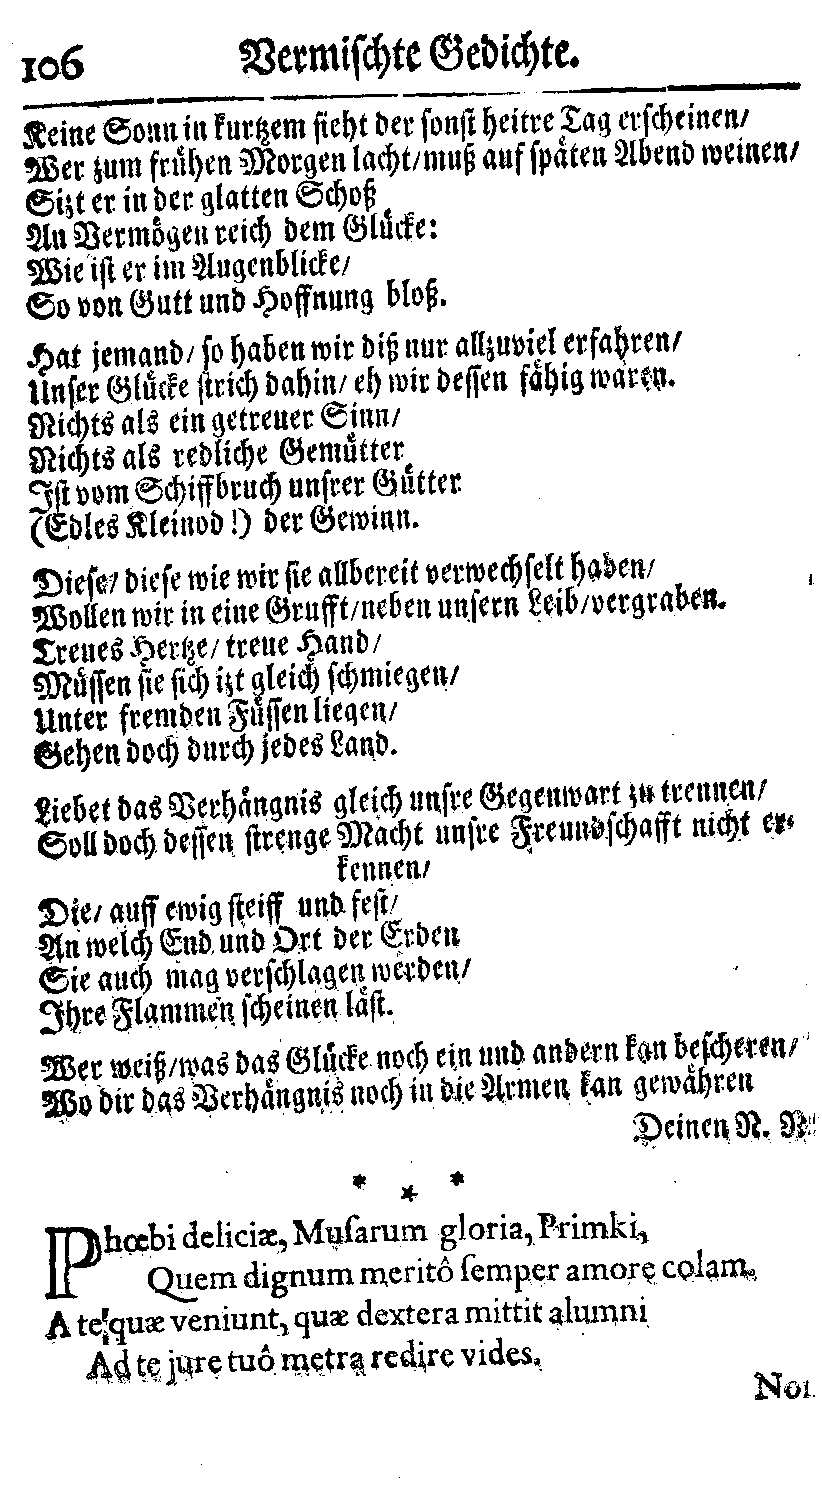 106 Vermischte Gedichte.
Keine Sonn in kurtzem sieht der sonst heitre Tag erscheinen/
Wer zum frühen Morgen lacht/muß auf späten Abend weinen/
Sizt er in der glatten Schoß
An Vermögen reich dem Glücke:
Wie ist er im Augenblicke/
So von Gutt und Hoffnung bloß.
Hat jemand/ so haben wir diß nur allzuviel erfahren/
Unser Glücke strich dahin/ eh wir dessen fähig waren.
Nichts als ein getreuer Sinn/
Nichts als redliche Gemütter
Ist vom Schiffbruch unsrer Gütter
(Edles Kleinod!) der Gewinn.
Diese/ diese wie wir sie allbereit verwechselt haben/
Wollen wir in eine Grufft/neben unsern Leib/vergraben.
Treues Hertze/ treue Hand/
Müssen sie sich izt gleich schmiegen/
Unter fremden Füssen liegen/
Gehen doch durch jedes Land.
Liebet das Verhängnis gleich unsre Gegenwart zu trennen/
Soll doch dessen strenge Macht unsre Freundschafft nicht er-
kennen/
Die/ auff ewig steiff und fest/
An welch End und Ort der Erden
Sie auch mag verschlagen werden/
Ihre Flammen scheinen läst.
Wer weiß/was das Glücke noch ein und andern kan bescheren/
Wo dir das Verhängnis noch in die Armen kan gewähren
Deinen N. N.
* * *
Phœbi deliciæ, Musarum gloria, Primki,
Quem dignum meritô semper amore colam.
A te quæ veniunt, quæ dextera mittit alumni
Ad te jure tuô metra redire vides.
Noi